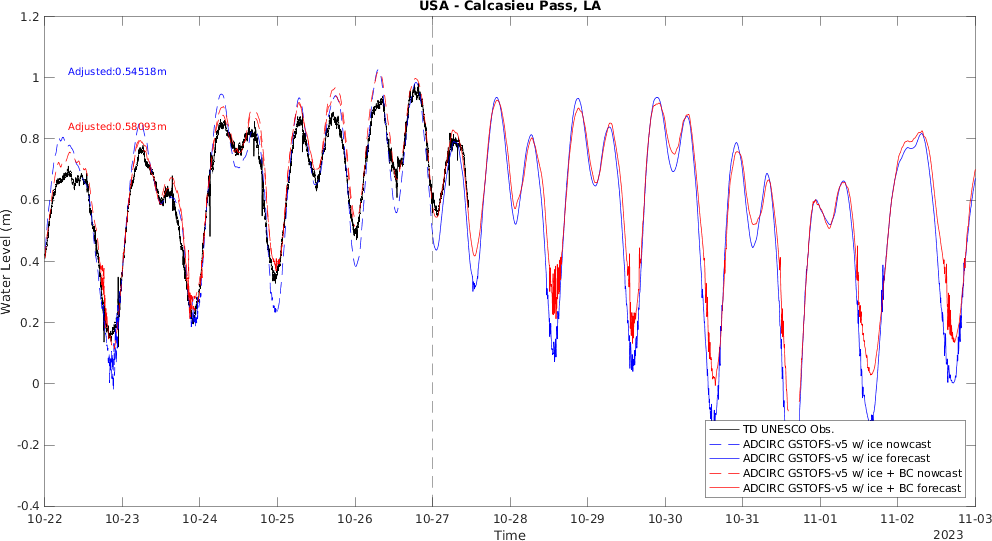 USA - Calcasieu Pass, LA
1.2
1
0.8
0.6
0.4
0.2
0
-0.2
-0.4
Water Level (m)
Adjusted:0.54518m
Adjusted:0.58093m
TD UNESCO Obs.
ADCIRC GSTOFS-v5 w/ ice nowcast
ADCIRC GSTOFS-v5 w/ ice forecast
ADCIRC GSTOFS-v5 w/ ice + BC nowcast
ADCIRC GSTOFS-v5 w/ ice + BC forecast
10-22 10-23 10-24 10-25 10-26 10-27 10-28 10-29 10-30 10-31 11-01 11-02 11-03
Time
2023